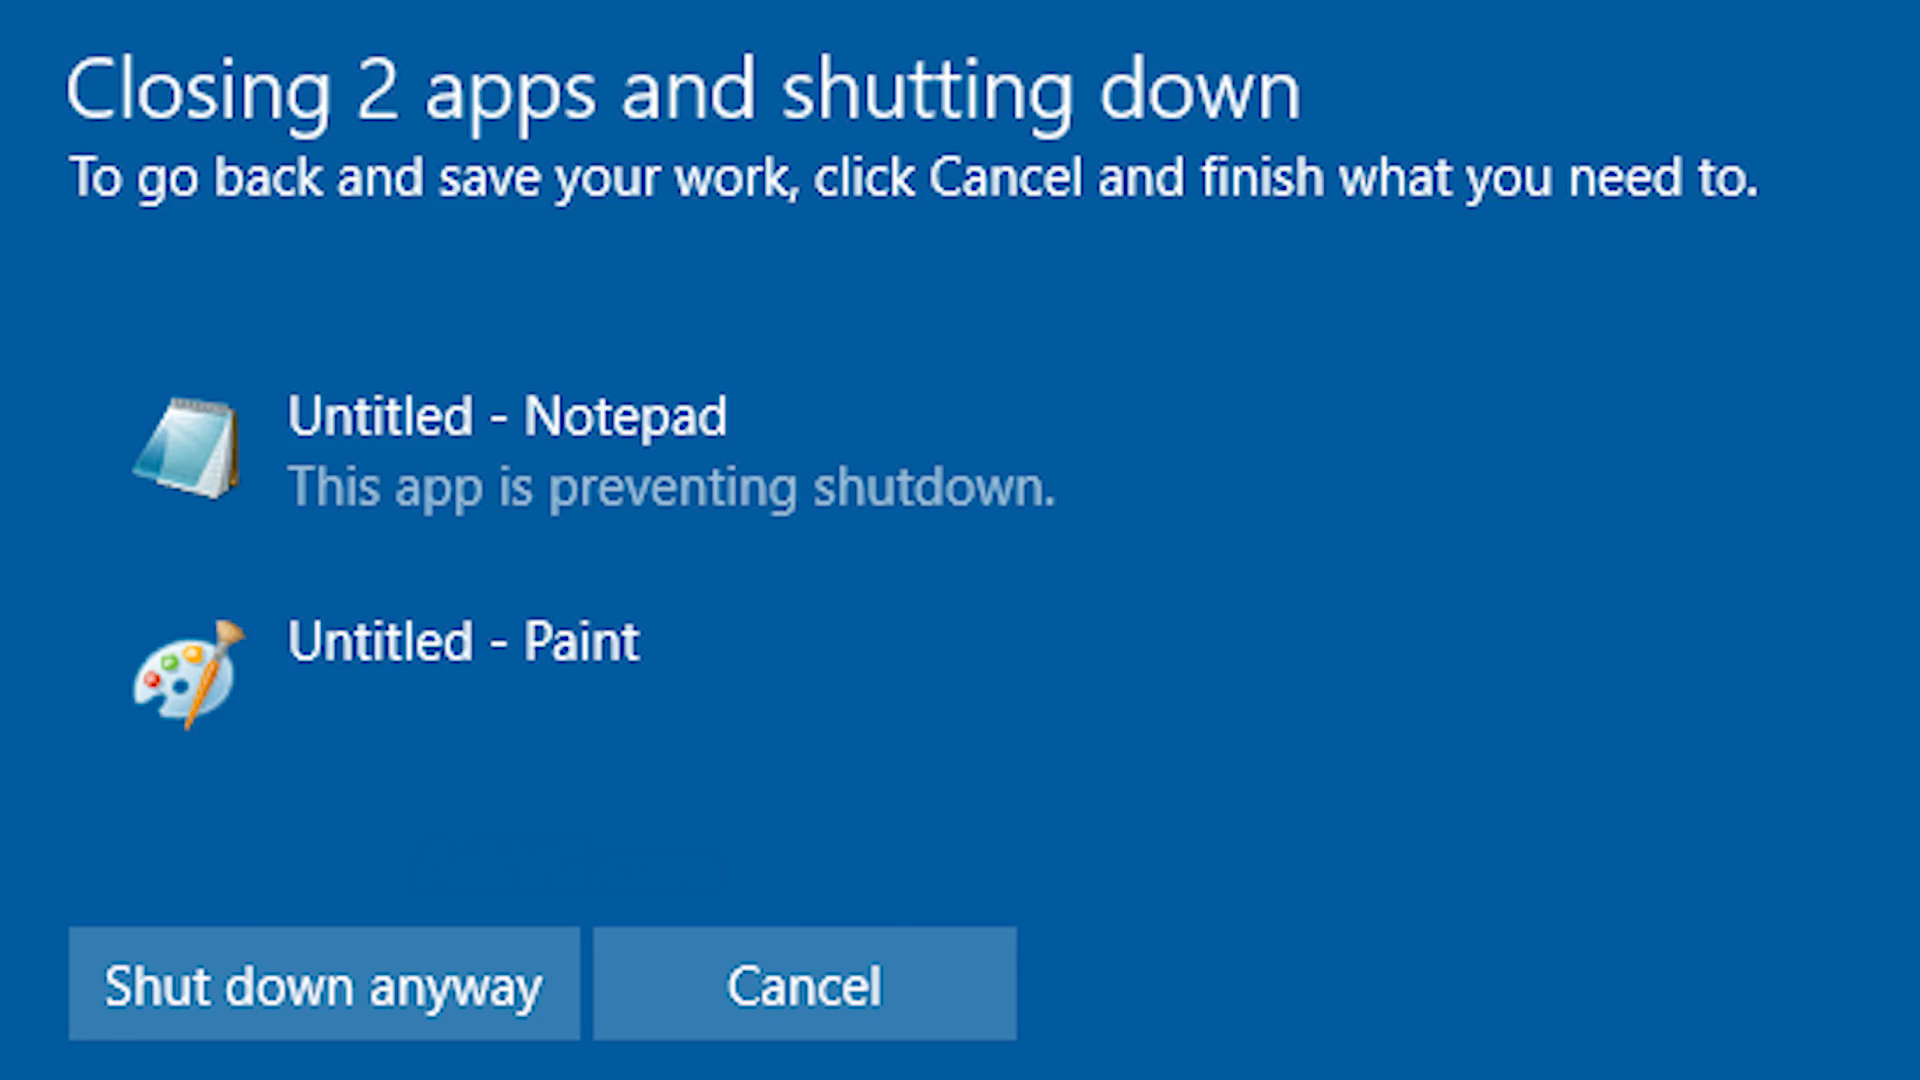 Closing 2 apps and shutting down
To go back and save your work, click Cancel and finish what you need to.
Untitled - Notepad
This app is preventing shutdown.
Untitled - Paint
Shut down anyway
Cancel